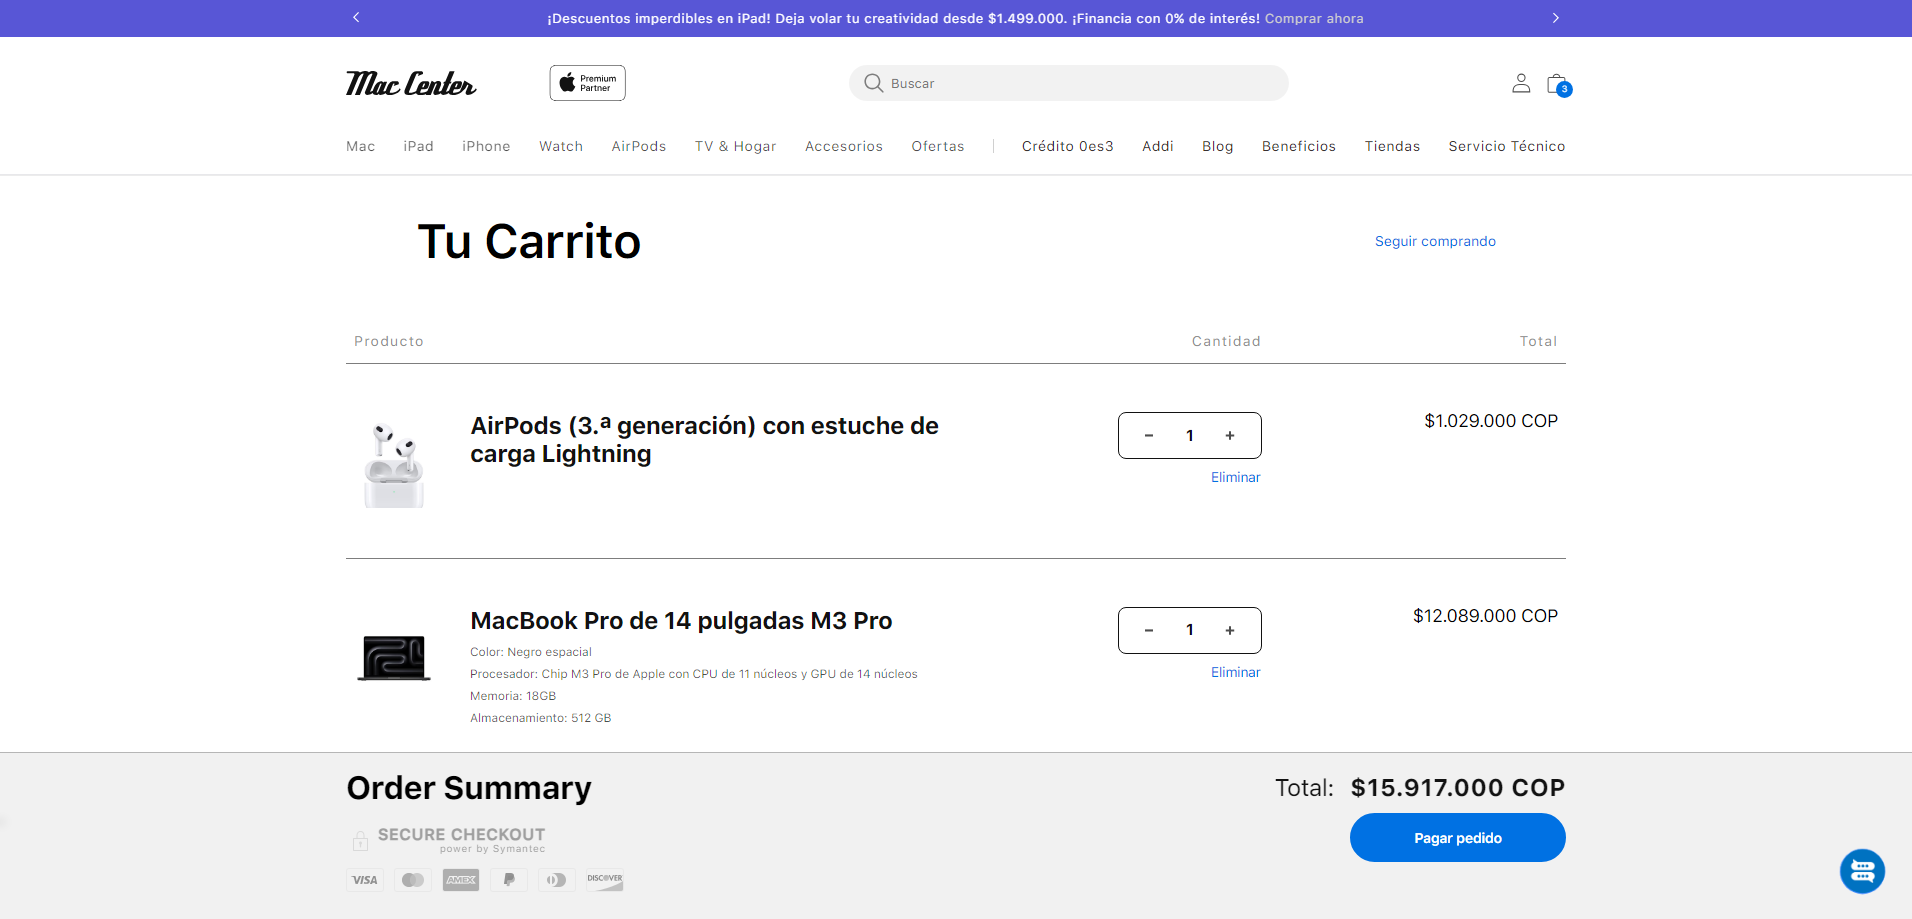 ¡Descuentos imperdibles en iPad! Deja volar tu creatividad desde $1.499.000. ¡Financia con 0% de interés! Comprar ahora
Mac Center
Premium
Partner
Buscar
3
Mac iPad iPhone Watch AirPods TV & Hogar Accesorios Ofertas Crédito 0es3 Addi Blog Beneficios Tiendas Servicio Técnico
Tu Carrito
Seguir comprando
Producto Cantidad Total
AirPods (3.ª generación) con estuche de
carga Lightning
- 1 +
Eliminar
$1.029.000 COP
MacBook Pro de 14 pulgadas M3 Pro
Color: Negro espacial
Procesador: Chip M3 Pro de Apple con CPU de 11 núcleos y GPU de 14 núcleos
Memoria: 18GB
Almacenamiento: 512 GB
- 1 +
Eliminar
$12.089.000 COP
Order Summary
SECURE CHECKOUT
power by Symantec
VISA
AMEX
DISCOVER
Total: $15.917.000 COP
Pagar pedido